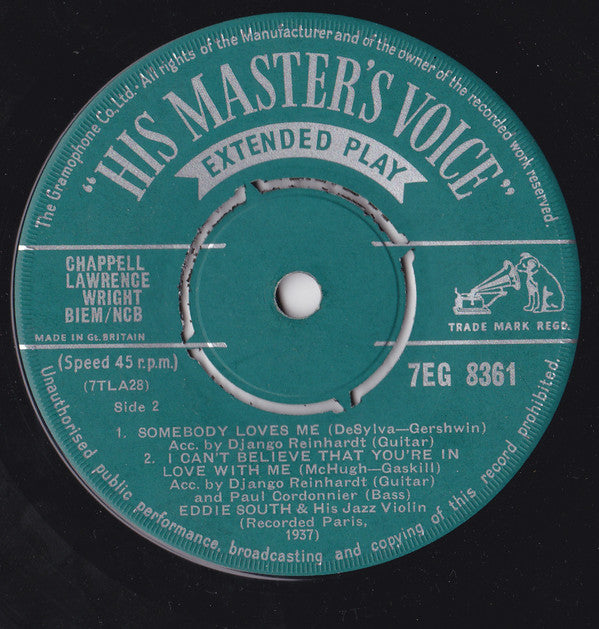 The Gramophone Co. Ltd. · All rights of the Manufacturer and of the owner of the recorded work reserved.
"HIS MASTER'S VOICE"
EXTENDED PLAY
CHAPPELL
LAWRENCE
WRIGHT
BIEM/NCB
MADE IN Gt. BRITAIN
TRADE MARK REGD.
(Speed 45 r.p.m.)
(7TLA28)
7EG 8361
Side 2
1. SOMEBODY LOVES ME (DeSylva—Gershwin)
Acc. by Django Reinhardt (Guitar)
2. I CAN'T BELIEVE THAT YOU'RE IN
LOVE WITH ME (McHugh—Gaskill)
Acc. by Django Reinhardt (Guitar)
and Paul Cordonnier (Bass)
EDDIE SOUTH & His Jazz Violin
(Recorded Paris,
1937)
Unauthorised public performance, broadcasting and copying of this record prohibited.